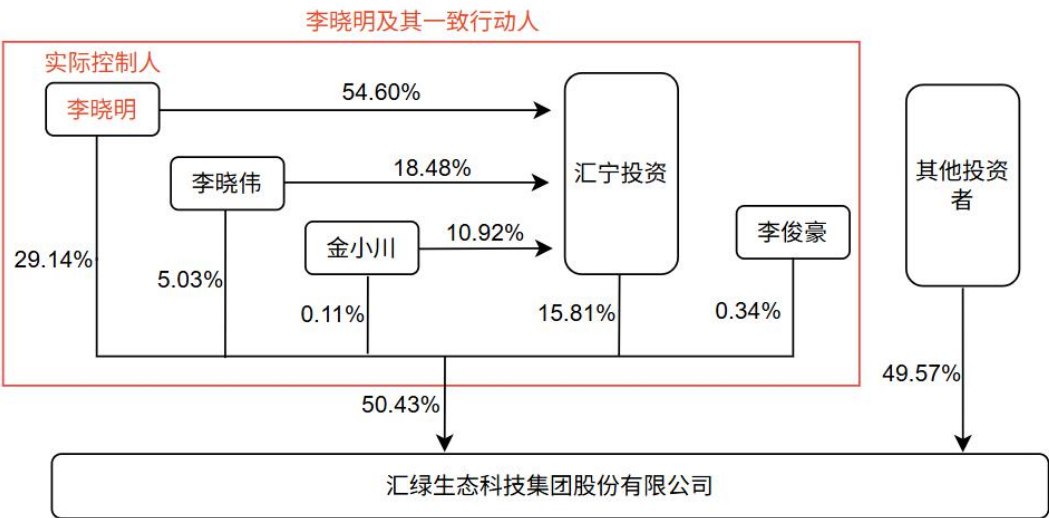 李晓明及其一致行动人
实际控制人
李晓明
54.60%
李晓伟
18.48%
汇宁投资
其他投资
者
金小川
10.92%
李俊豪
29.14%
5.03%
0.11%
15.81%
0.34%
49.57%
50.43%
汇绿生态科技集团股份有限公司